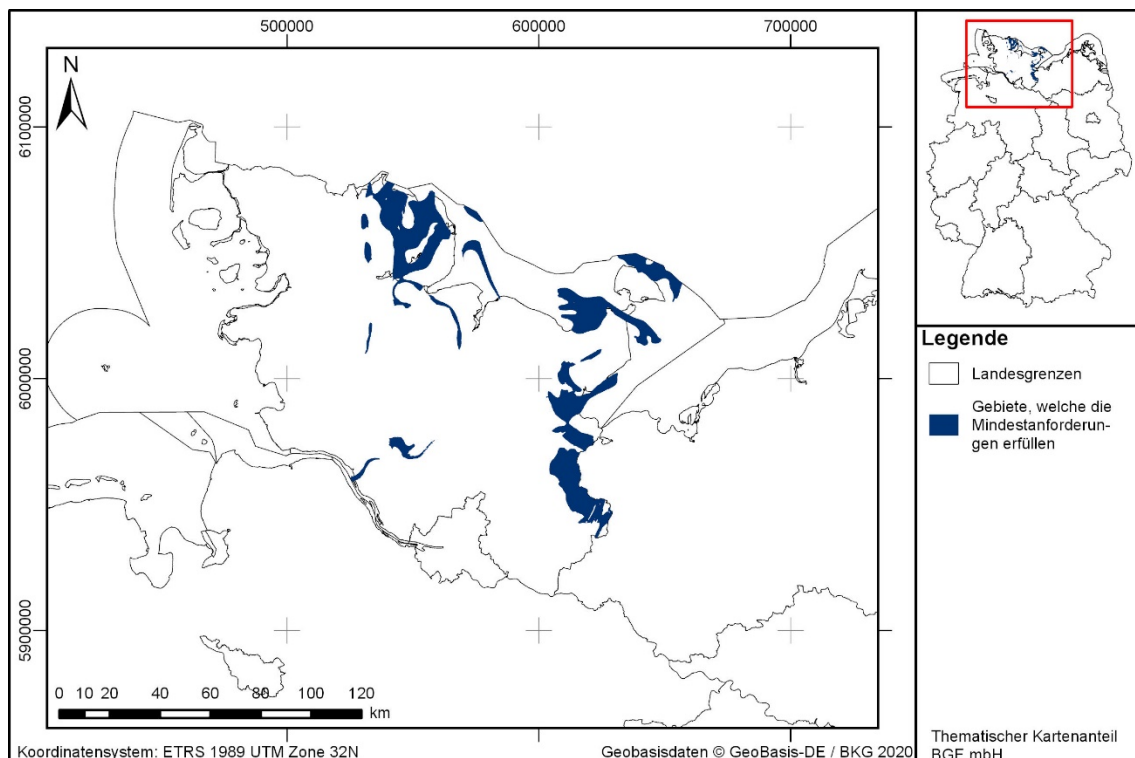 500000
600000
700000
N
6100000
6000000
5900000
0 10 20 40 60 80 100 120
km
Koordinatensystem: ETRS 1989 UTM Zone 32N
Geobasisdaten © GeoBasis-DE / BKG 2020
Legende
Landesgrenzen
Gebiete, welche die
Mindestanforderun-
gen erfüllen
Thematischer Kartenanteil
BGE mbH